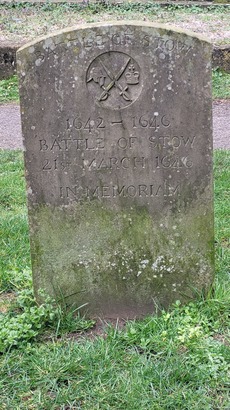 1642 - 1646
BATTLE OF STOW
21ST MARCH 1646
IN MEMORIAM